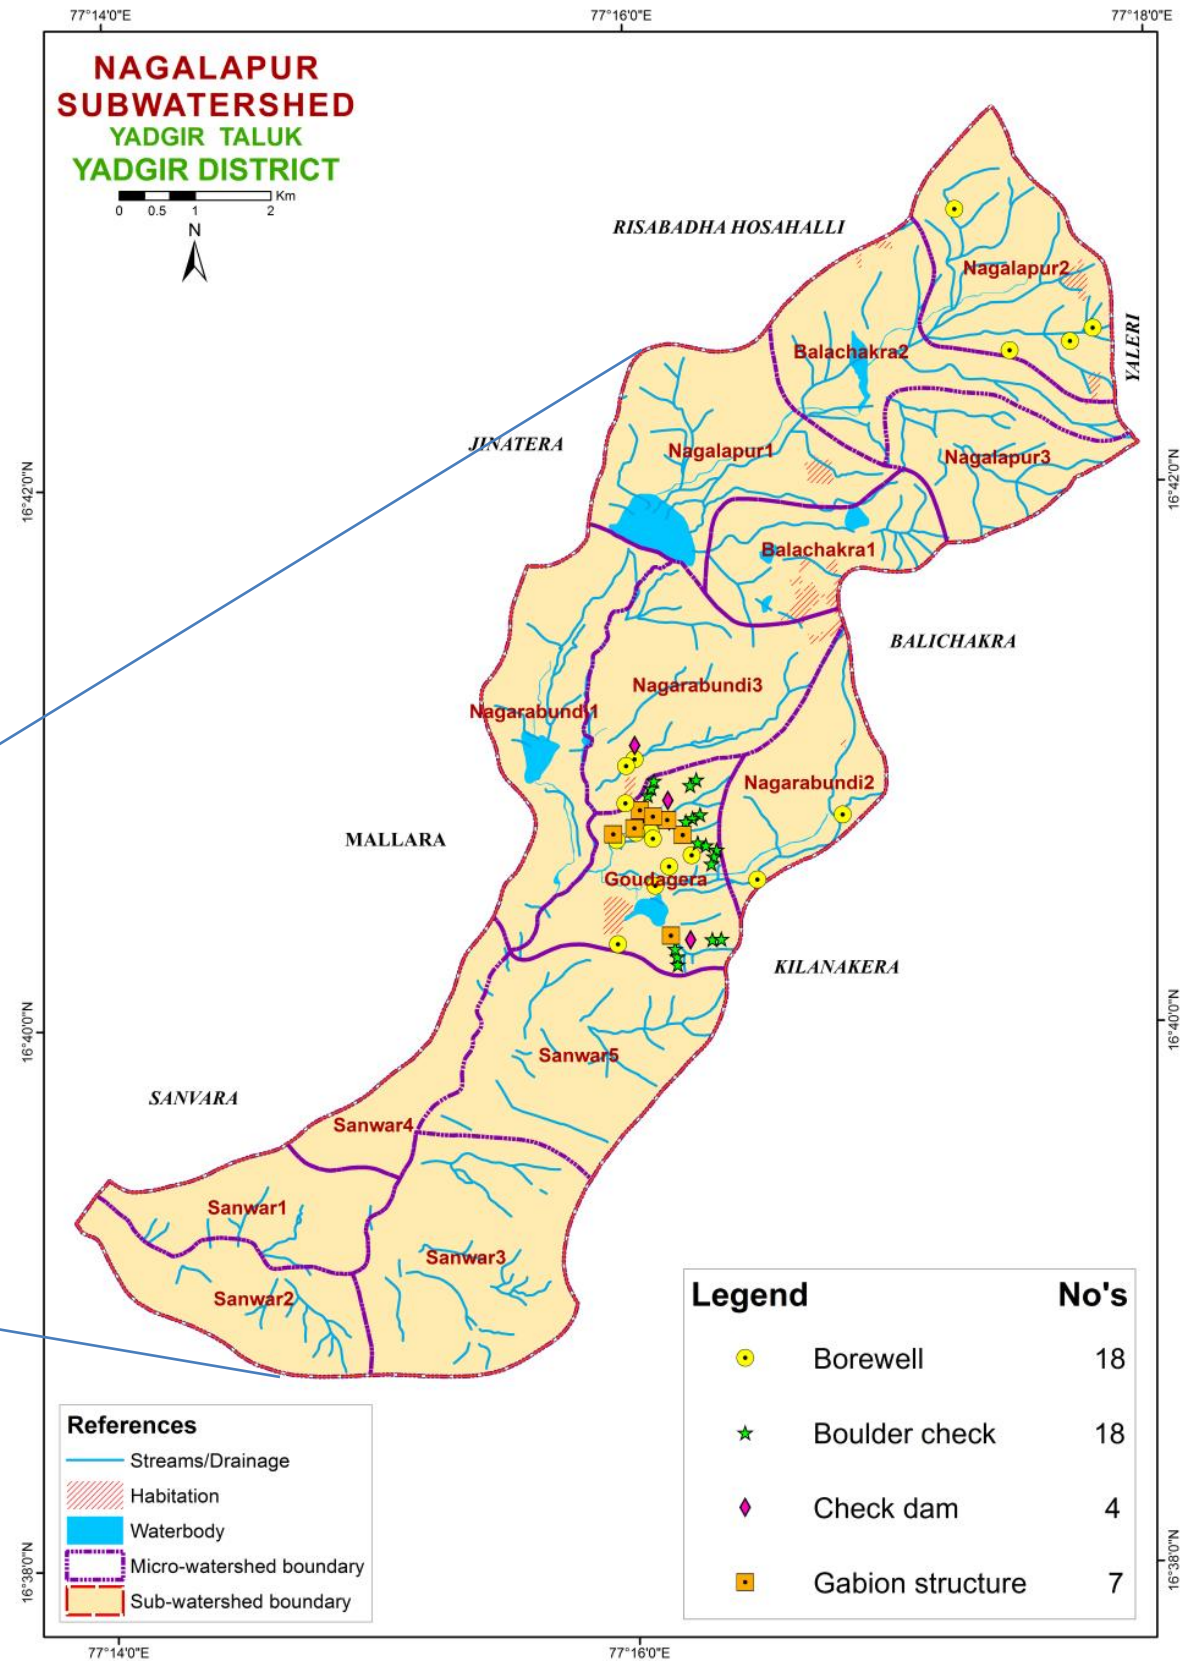 77°14'0"E
77°16'0"E
77°18'0"E
NAGALAPUR
SUBWATERSHED
YADGIR TALUK
YADGIR DISTRICT
Km
0 0.5 1 2
N
RISABADHA HOSAHALLI
Nagalapur2
YALERI
Balachakra2
JINATERA
Nagalapur1
Nagalapur3
16°42'0"N
16°42'0"N
Balachakra1
BALICHAKRA
Nagarabundi3
Nagarabundi1
Nagarabundi2
MALLARA
Goudagera
KILANAKERA
16°40'0"N
16°40'0"N
Sanwar5
SANVARA
Sanwar4
Sanwar1
Sanwar3
Sanwar2
Legend No's
Borewell 18
Boulder check 18
Check dam 4
Gabion structure 7
References
Streams/Drainage
Habitation
Waterbody
Micro-watershed boundary
Sub-watershed boundary
16°38'0"N
16°38'0"N
77°14'0"E
77°16'0"E